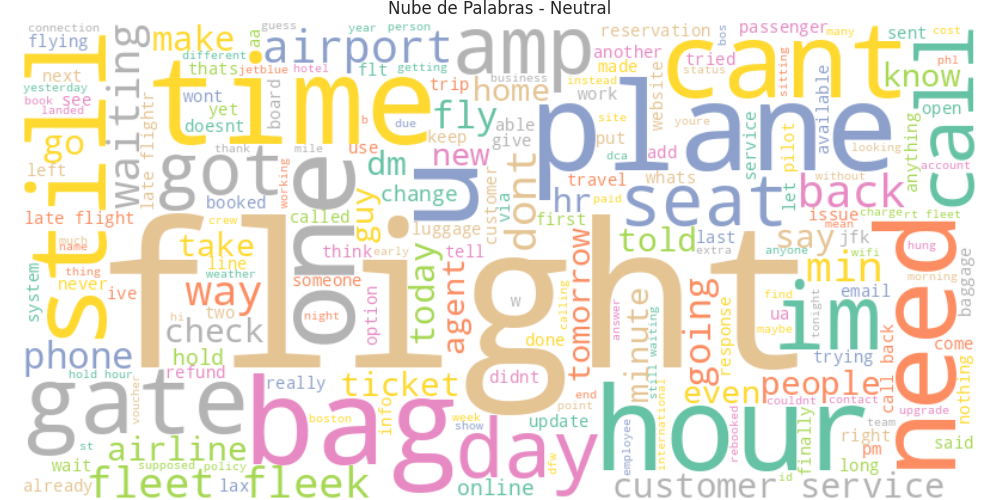 Nube de Palabras - Neutral
connection
flying
still
waiting
make
different
thats
aa
guess
airport
jetblue
hotel
year
person
flt
getting
amp
reservation
another
made
tried
passenger
cant
many
bos
status
sitting
sent
cost
know
phl
call
next
yesterday
book
see
landed
go
left
time
wont
yet
doesnt
board
late flightr
trip
business
home
instead
work
website
fly
plane
youre
site
put
able
give
b
due
keep
service
pilot
available
open
looking
anything
account
without
got
thank
mile
working
one
use
dm
new
u
dont
hr
dca
add
whats
travel
seat
let
back
booked
late flight
called
guy
change
customer
via
first
paid
issue
charge
rt fleet
mean
crew
luggage
told
last
extra
say
jfk
anyone
wifi
hung
need
baggage
much
name
take
line
weather
think
early
tell
min
email
morning
thing
never
ive
system
way
two
someone
night
option
today
agent
flight
w
calling
tomorrow
answer
minute
still waiting
going
response
find
maybe
ua
tonight
im
trying
come
call back
nothing
hi
check
hold
refund
phone
hold hour
voucher
really
ticket
info
didnt
done
end
point
even
people
couldnt
contact
upgrade
team
gate
bag
boston
week
show
day
update
hour
employee
international
rebooked
finally
right
pm
said
long
st
airline
wait
supposed
policy
already
fleet
lax
fleek
online
dfw
customer service
id